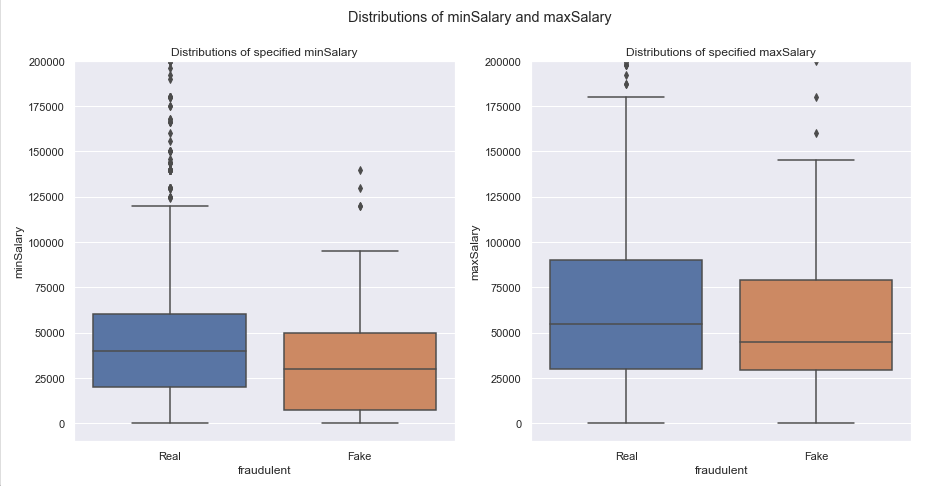 Distributions of minSalary and maxSalary
Distributions of specified minSalary
200000
175000
150000
125000
100000
75000
50000
25000
0
minSalary
Real
Fake
fraudulent
Distributions of specified maxSalary
200000
175000
150000
125000
100000
75000
50000
25000
0
maxSalary
Real
Fake
fraudulent